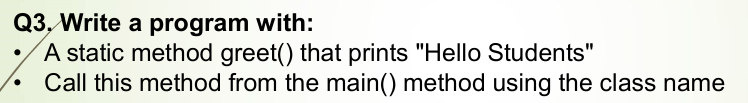 Q3. Write a program with:
• A static method greet() that prints "Hello Students"
• Call this method from the main() method using the class name